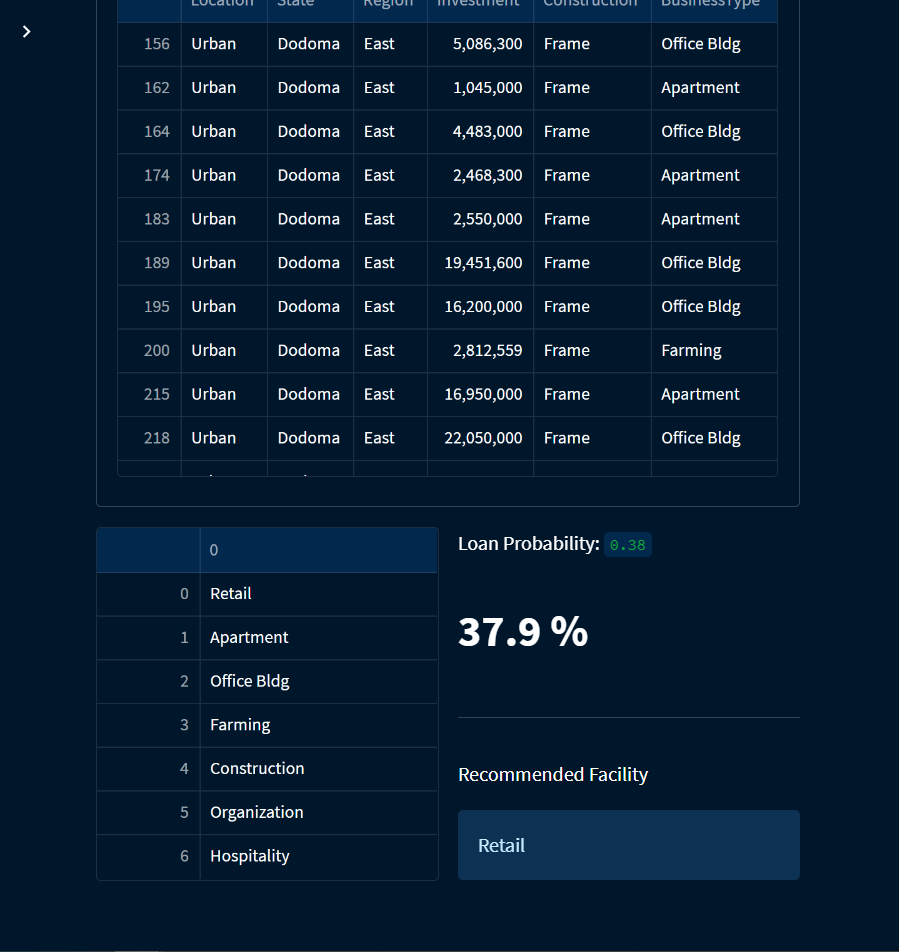 Location State Region Investment Construction BusinessType
156 Urban Dodoma East 5,086,300 Frame Office Bldg
162 Urban Dodoma East 1,045,000 Frame Apartment
164 Urban Dodoma East 4,483,000 Frame Office Bldg
174 Urban Dodoma East 2,468,300 Frame Apartment
183 Urban Dodoma East 2,550,000 Frame Apartment
189 Urban Dodoma East 19,451,600 Frame Office Bldg
195 Urban Dodoma East 16,200,000 Frame Office Bldg
200 Urban Dodoma East 2,812,559 Frame Farming
215 Urban Dodoma East 16,950,000 Frame Apartment
218 Urban Dodoma East 22,050,000 Frame Office Bldg
0
0 Retail
1 Apartment
2 Office Bldg
3 Farming
4 Construction
5 Organization
6 Hospitality
Loan Probability: 0.38
37.9 %
Recommended Facility
Retail